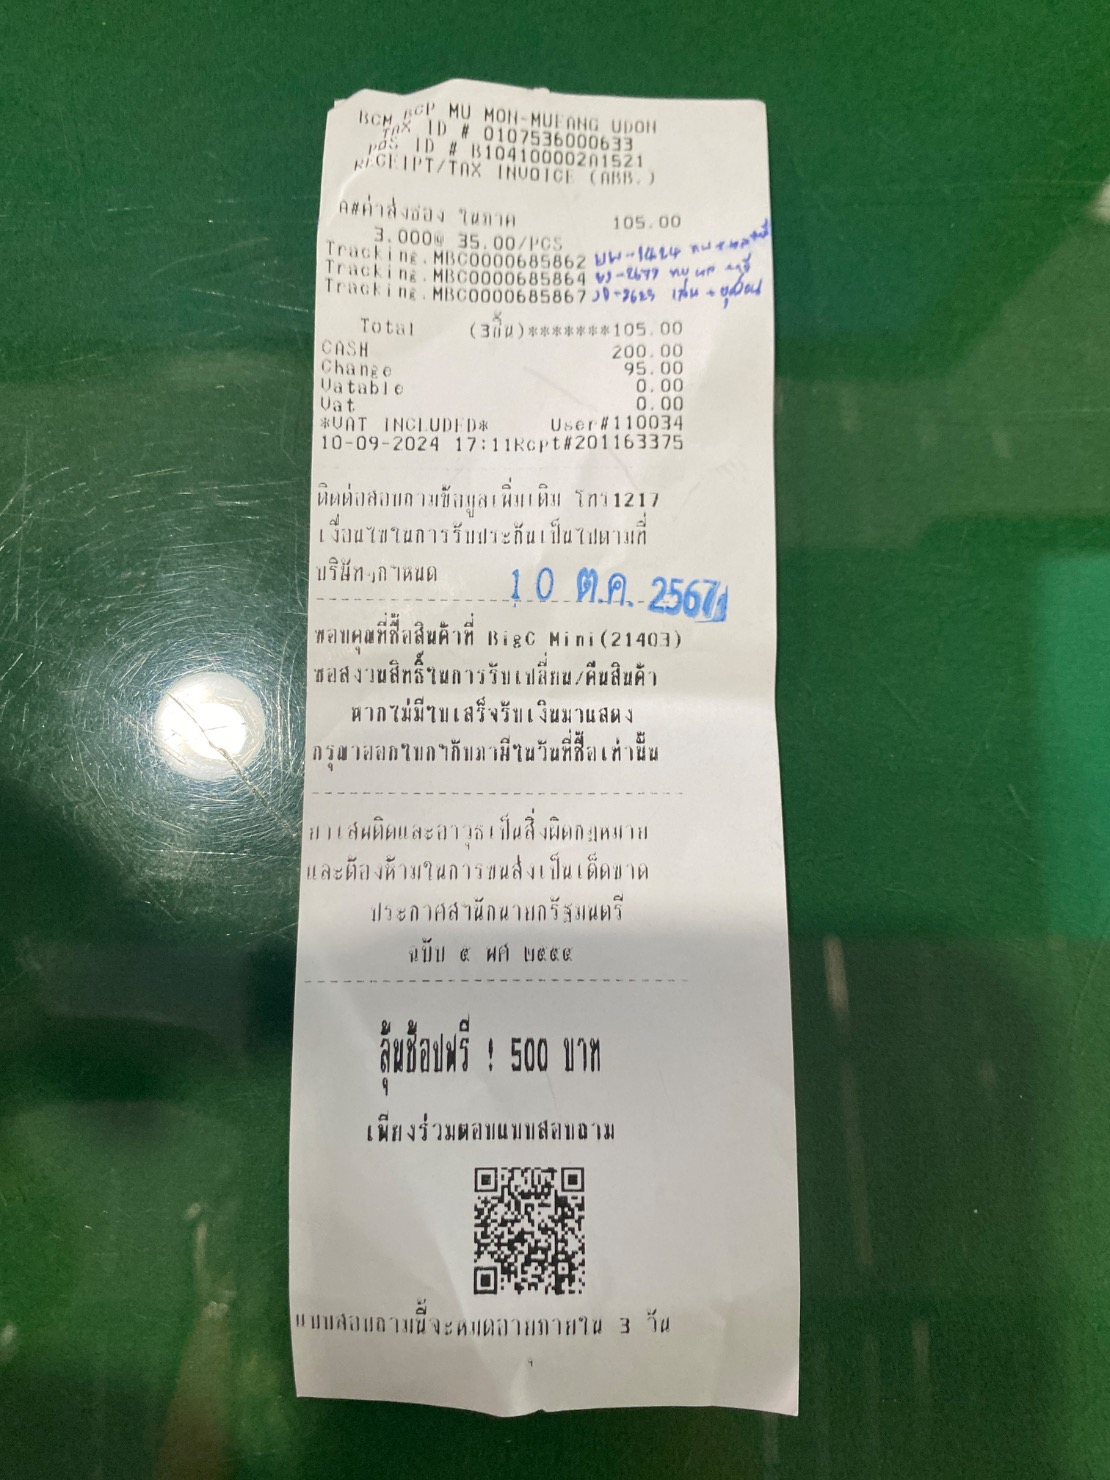 BCM BCP MU MON-MUEANG UDON
TAX ID # 0107536000633
POS ID # B104100002A1521
RECEIPT/TAX INVOICE (ABB.)
A#ค่าส่งซอง ในภาค 105.00
3.000@ 35.00/PCS
Tracking.MBC0000685862
Tracking.MBC0000685864
Tracking.MBC0000685867
Total (3ชิ้น)*******105.00
CASH 200.00
Change 95.00
Vatable 0.00
Vat 0.00
*VAT INCLUDED* User#110034
10-09-2024 17:11Rcpt#201163375
ติดต่อสอบถามข้อมูลเพิ่มเติม โทร1217
เงื่อนไขในการรับประกันเป็นไปตามที่
บริษัทฯกำหนด
10 ต.ค. 2567
ขอบคุณที่ซื้อสินค้าที่ BigC Mini(21403)
ขอสงวนสิทธิ์ในการรับเปลี่ยน/คืนสินค้า
หากไม่มีใบเสร็จรับเงินมาแสดง
กรุณาออกใบกำกับภาษีในวันที่ซื้อเท่านั้น
ยาเสพติดและอาวุธเป็นสิ่งผิดกฎหมาย
และต้องห้ามในการขนส่งเป็นเด็ดขาด
ประกาศสำนักนายกรัฐมนตรี
ฉบับ ๕ พศ ๒๕๕๔
ลุ้นช้อปฟรี ! 500 บาท
เพียงร่วมตอบแบบสอบถาม
แบบสอบถามนี้จะหมดอายุภายใน 3 วัน